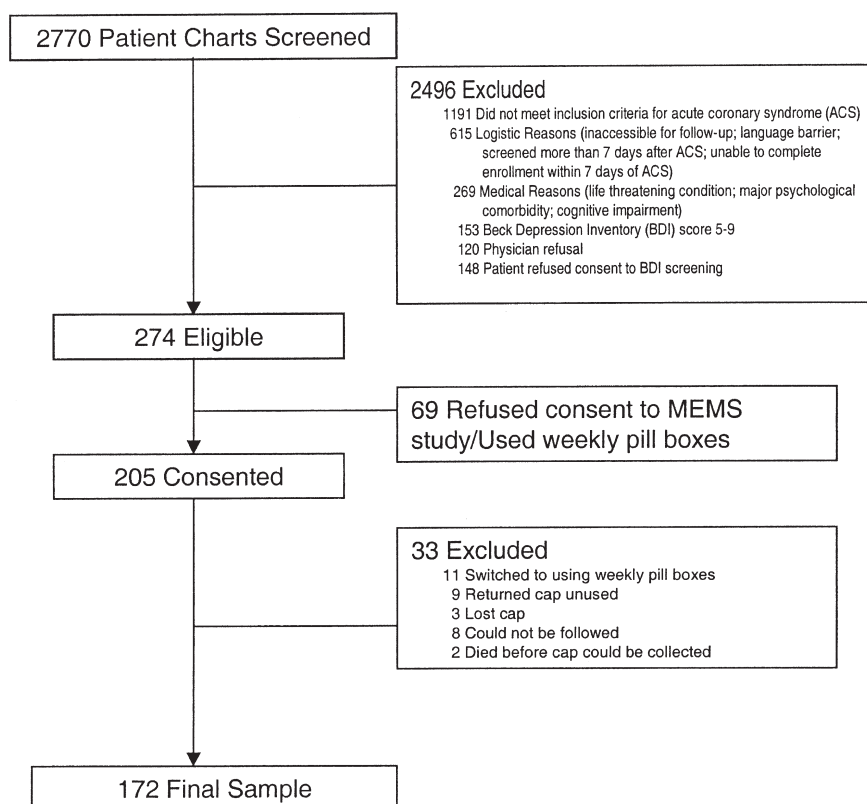 2770 Patient Charts Screened
2496 Excluded
1191 Did not meet inclusion criteria for acute coronary syndrome (ACS)
615 Logistic Reasons (inaccessible for follow-up; language barrier;
screened more than 7 days after ACS; unable to complete
enrollment within 7 days of ACS)
269 Medical Reasons (life threatening condition; major psychological
comorbidity; cognitive impairment)
153 Beck Depression Inventory (BDI) score 5-9
120 Physician refusal
148 Patient refused consent to BDI screening
274 Eligible
69 Refused consent to MEMS
study/Used weekly pill boxes
205 Consented
33 Excluded
11 Switched to using weekly pill boxes
9 Returned cap unused
3 Lost cap
8 Could not be followed
2 Died before cap could be collected
172 Final Sample